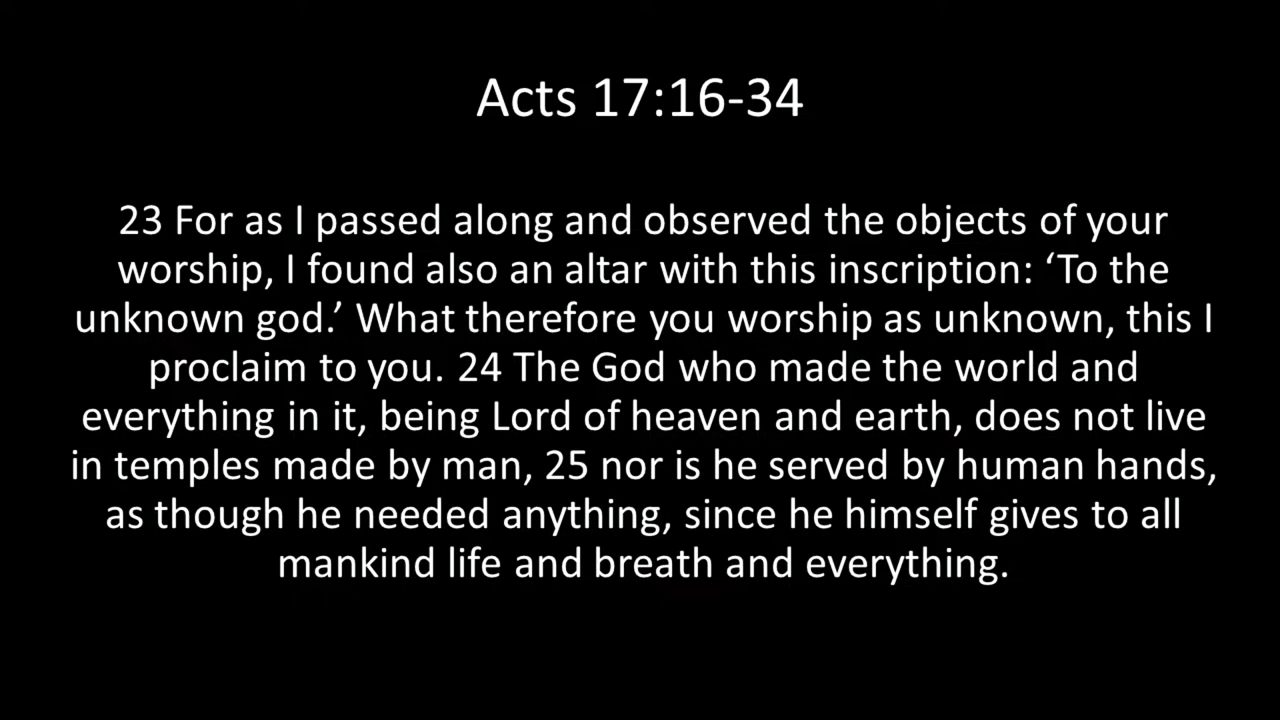 Acts 17:16-34
23 For as I passed along and observed the objects of your
worship, I found also an altar with this inscription: ‘To the
unknown god.’ What therefore you worship as unknown, this I
proclaim to you. 24 The God who made the world and
everything in it, being Lord of heaven and earth, does not live
in temples made by man, 25 nor is he served by human hands,
as though he needed anything, since he himself gives to all
mankind life and breath and everything.